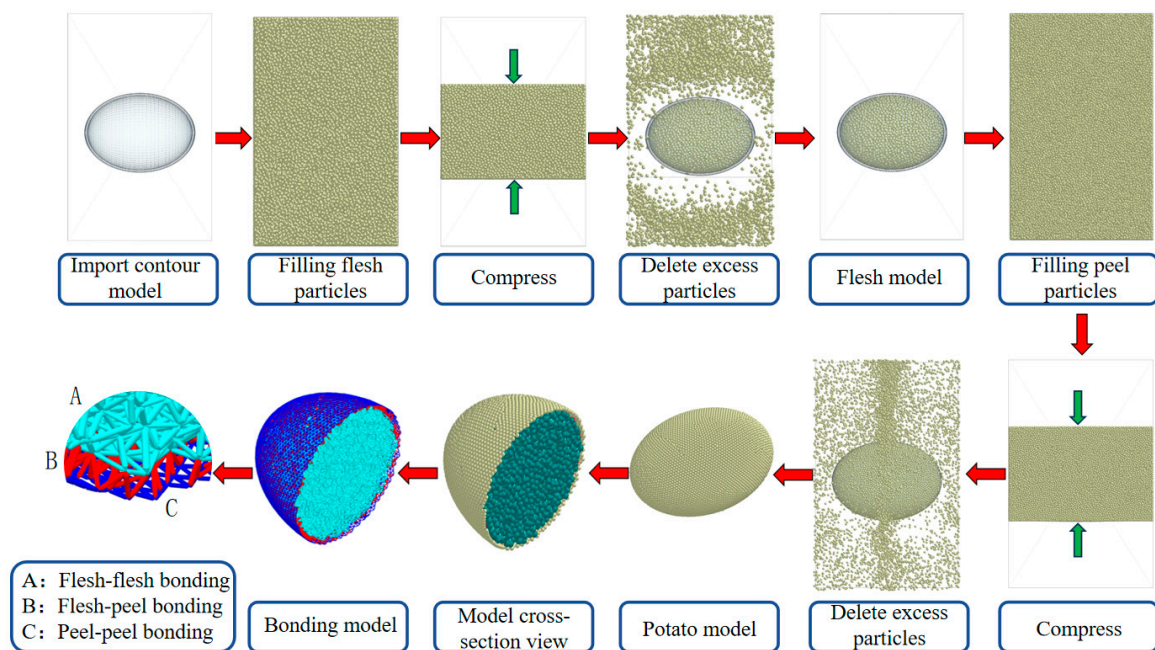 Import contour
model
Filling flesh
particles
Compress
Delete excess
particles
Flesh model
Filling peel
particles
A
B
C
A：Flesh-flesh bonding
B：Flesh-peel bonding
C：Peel-peel bonding
Bonding model
Model cross-
section view
Potato model
Delete excess
particles
Compress